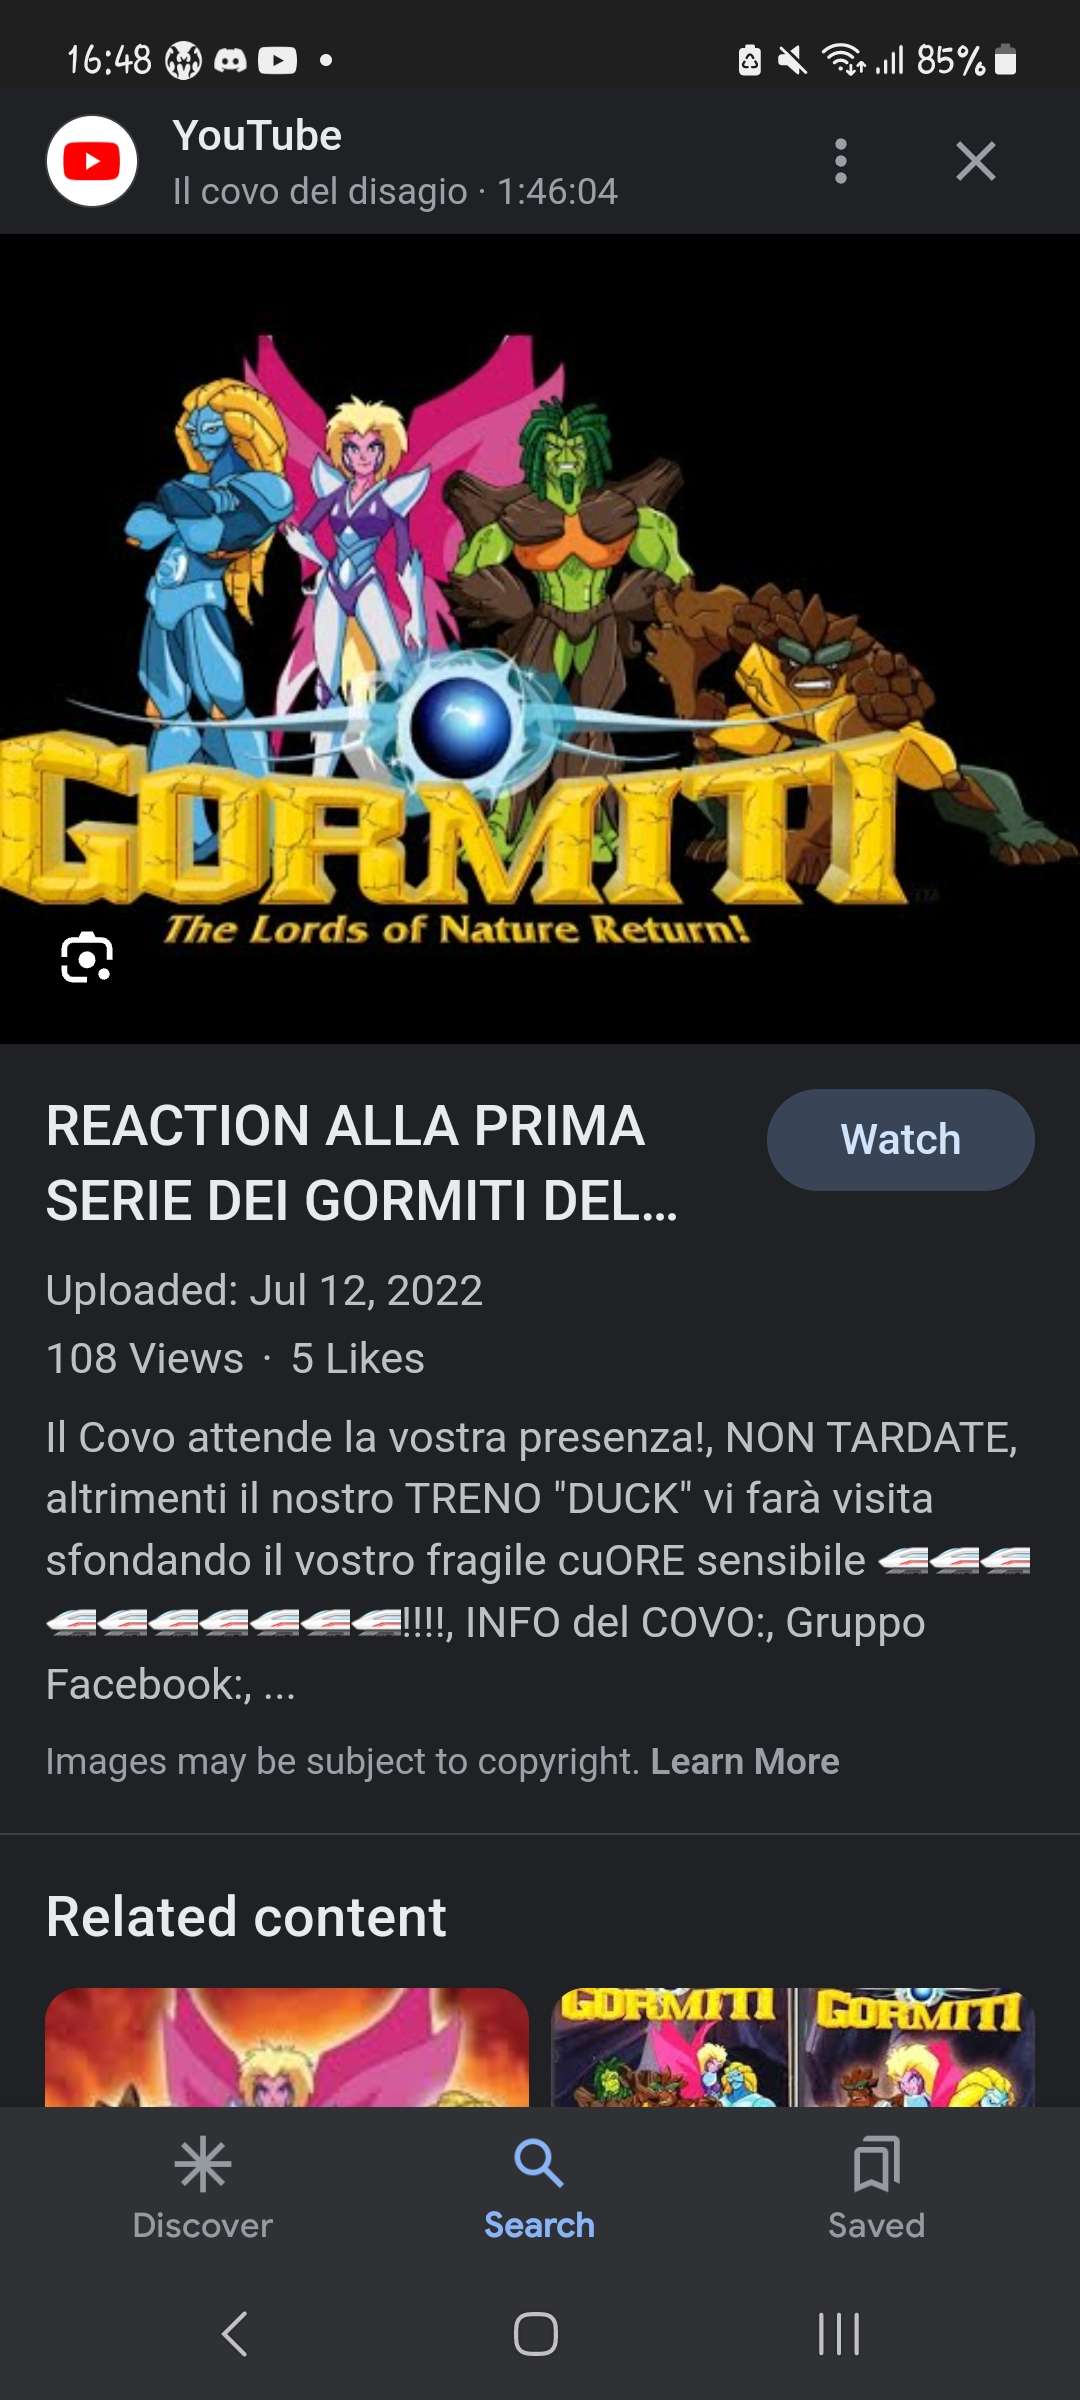 16:48
85%
YouTube
Il covo del disagio · 1:46:04
GORMITI
The Lords of Nature Return!
REACTION ALLA PRIMA
SERIE DEI GORMITI DEL...
Watch
Uploaded: Jul 12, 2022
108 Views · 5 Likes
Il Covo attende la vostra presenza!, NON TARDATE,
altrimenti il nostro TRENO "DUCK" vi farà visita
sfondando il vostro fragile cuORE sensibile 🚄🚄🚄
🚄🚄🚄🚄🚄🚄🚄!!!!, INFO del COVO:, Gruppo
Facebook:, ...
Images may be subject to copyright. Learn More
Related content
GORMITI
GORMITI
Discover
Search
Saved